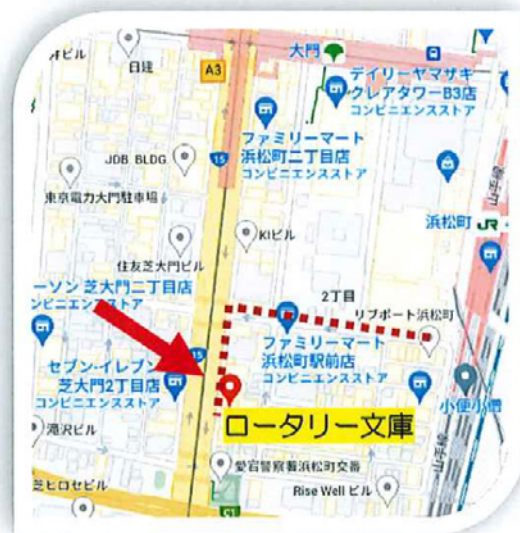 日建
A3
大門
デイリーヤマザキ
クレアタワーB3店
コンビニエンスストア
JDB BLDG
15
ファミリーマート
浜松町二丁目店
コンビニエンスストア
東京電力大門駐車場
山手線
浜松町 JR
KIビル
住友芝大門ビル
ーソン 芝大門二丁目店
ンビニエンスストア
2丁目
リブポート浜松町
15
ファミリーマート
浜松町駅前店
コンビニエンスストア
セブン-イレブン
芝大門2丁目店
コンビニエンスストア
小便小僧
ロータリー文庫
滝沢ビル
山手線
愛宕警察署浜松町交番
芝ヒロセビル
Rise Well ビル
C1